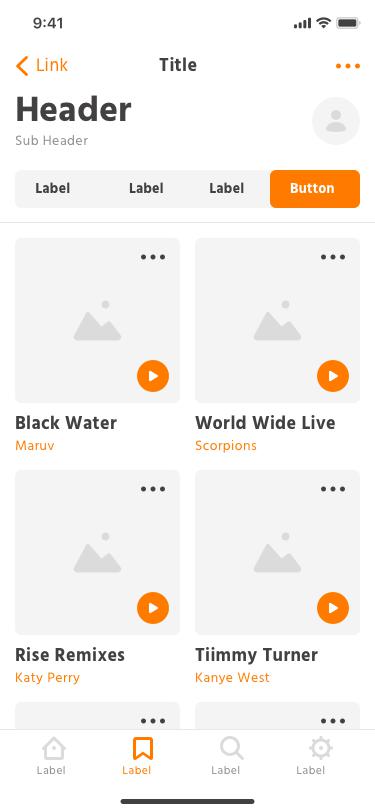 9:41
Link
Title
Header
Sub Header
Label Label Label Button
Black Water
Maruv
World Wide Live
Scorpions
Rise Remixes
Katy Perry
Tiimmy Turner
Kanye West
Label Label Label Label